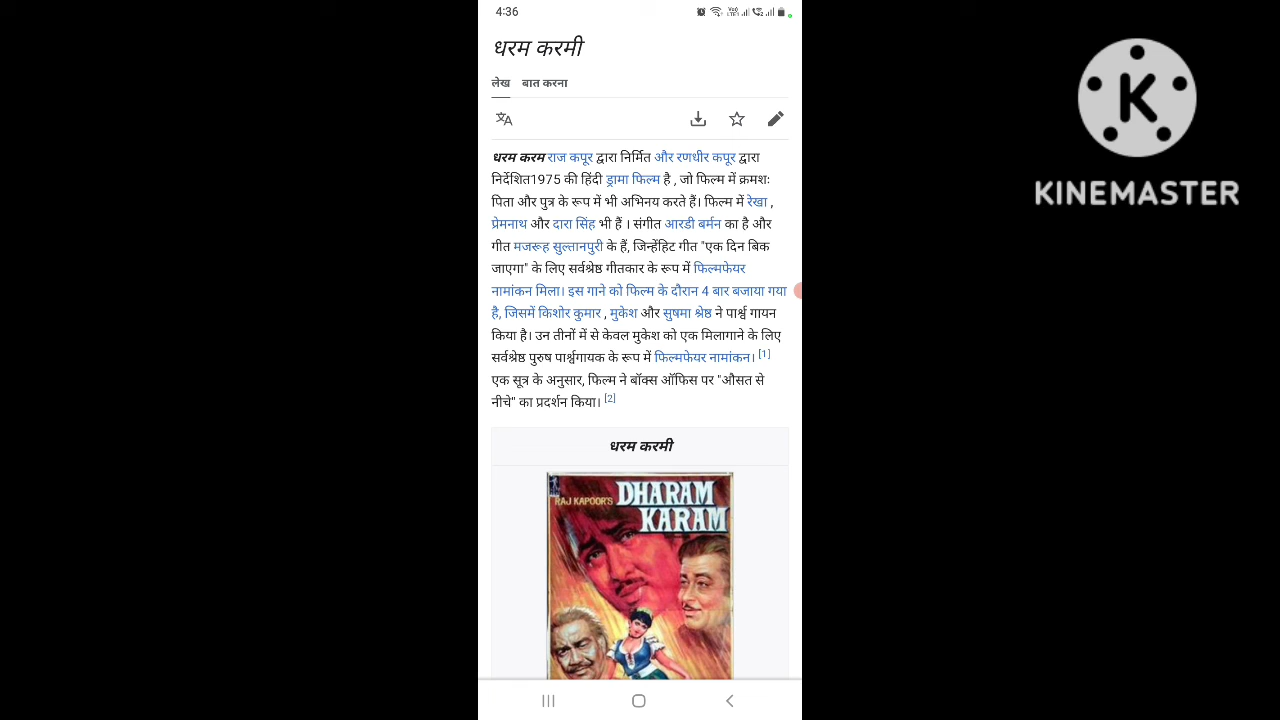 4:36
धरम करमी
लेख बात करना
धरम करम राज कपूर द्वारा निर्मित और रणधीर कपूर द्वारा
निर्देशित1975 की हिंदी ड्रामा फिल्म है , जो फिल्म में क्रमशः
पिता और पुत्र के रूप में भी अभिनय करते हैं। फिल्म में रेखा ,
प्रेमनाथ और दारा सिंह भी हैं । संगीत आरडी बर्मन का है और
गीत मजरूह सुल्तानपुरी के हैं, जिन्हेंहिट गीत "एक दिन बिक
जाएगा" के लिए सर्वश्रेष्ठ गीतकार के रूप में फिल्मफेयर
नामांकन मिला। इस गाने को फिल्म के दौरान 4 बार बजाया गया
है, जिसमें किशोर कुमार , मुकेश और सुषमा श्रेष्ठ ने पार्श्व गायन
किया है। उन तीनों में से केवल मुकेश को एक मिलागाने के लिए
सर्वश्रेष्ठ पुरुष पार्श्वगायक के रूप में फिल्मफेयर नामांकन। [1]
एक सूत्र के अनुसार, फिल्म ने बॉक्स ऑफिस पर "औसत से
नीचे" का प्रदर्शन किया। [2]
धरम करमी
RAJ KAPOOR'S DHARAM
KARAM
K
KINEMASTER